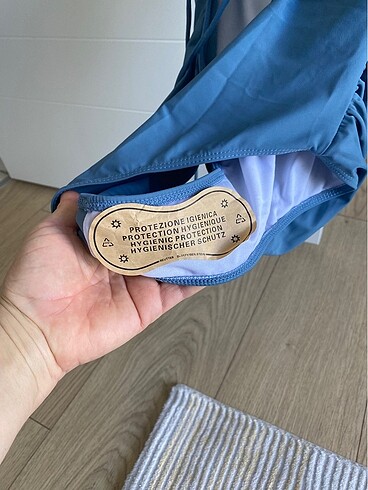 PROTEZIONE IGIENICA
PROTECTION HYGIENIQUE
HYGIENIC PROTECTION
HYGIENISCHER SCHUTZ